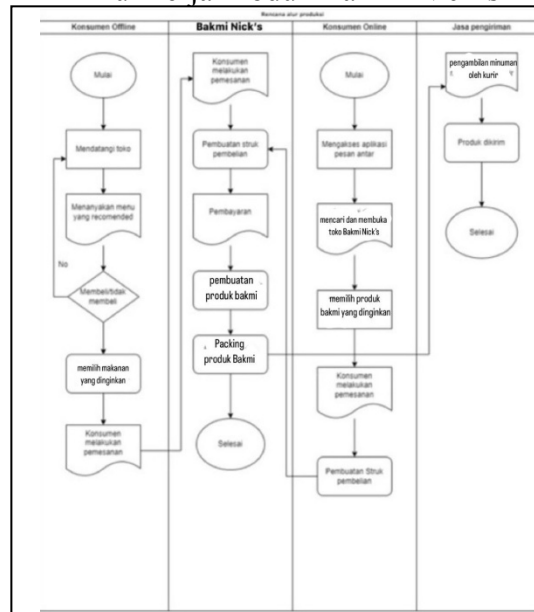 Rencana alur produksi
Konsumen Offline
Bakmi Nick's
Konsumen Online
Jasa pengiriman
Mulai
Mendatangi toko
Menanyakan menu
yang recomended
No
Membeli/tidak
membeli
memilih makanan
yang dinginkan
Konsumen
melakukan
pemesanan
Konsumen
melakukan
pemesanan
Pembuatan struk
pembelian
Pembayaran
pembuatan
produk bakmi
Packing
produk Bakmi
Selesai
Mulai
Mengakses aplikasi
pesan antar
mencari dan membuka
toko Bakmi Nick's
memilih produk
bakmi yang dinginkan
Konsumen
melakukan
pemesanan
Pembuatan Struk
pembelian
pengambilan minuman
oleh kurir
Produk dikirim
Selesai